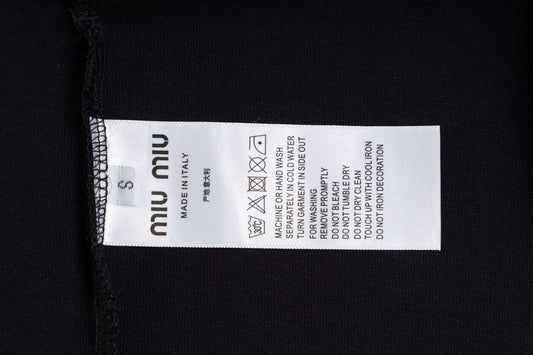 S
MIU MIU
MADE IN ITALY
产地意大利
30℃
MACHINE OR HAND WASH
SEPARATELY IN COLD WATER
TURN GARMENT IN SIDE OUT
FOR WASHING
REMOVE PROMPTLY
DO NOT BLEACH
DO NOT TUMBLE DRY
DO NOT DRY CLEAN
TOUCH UP WITH COOL IRON
DO NOT IRON DECORATION